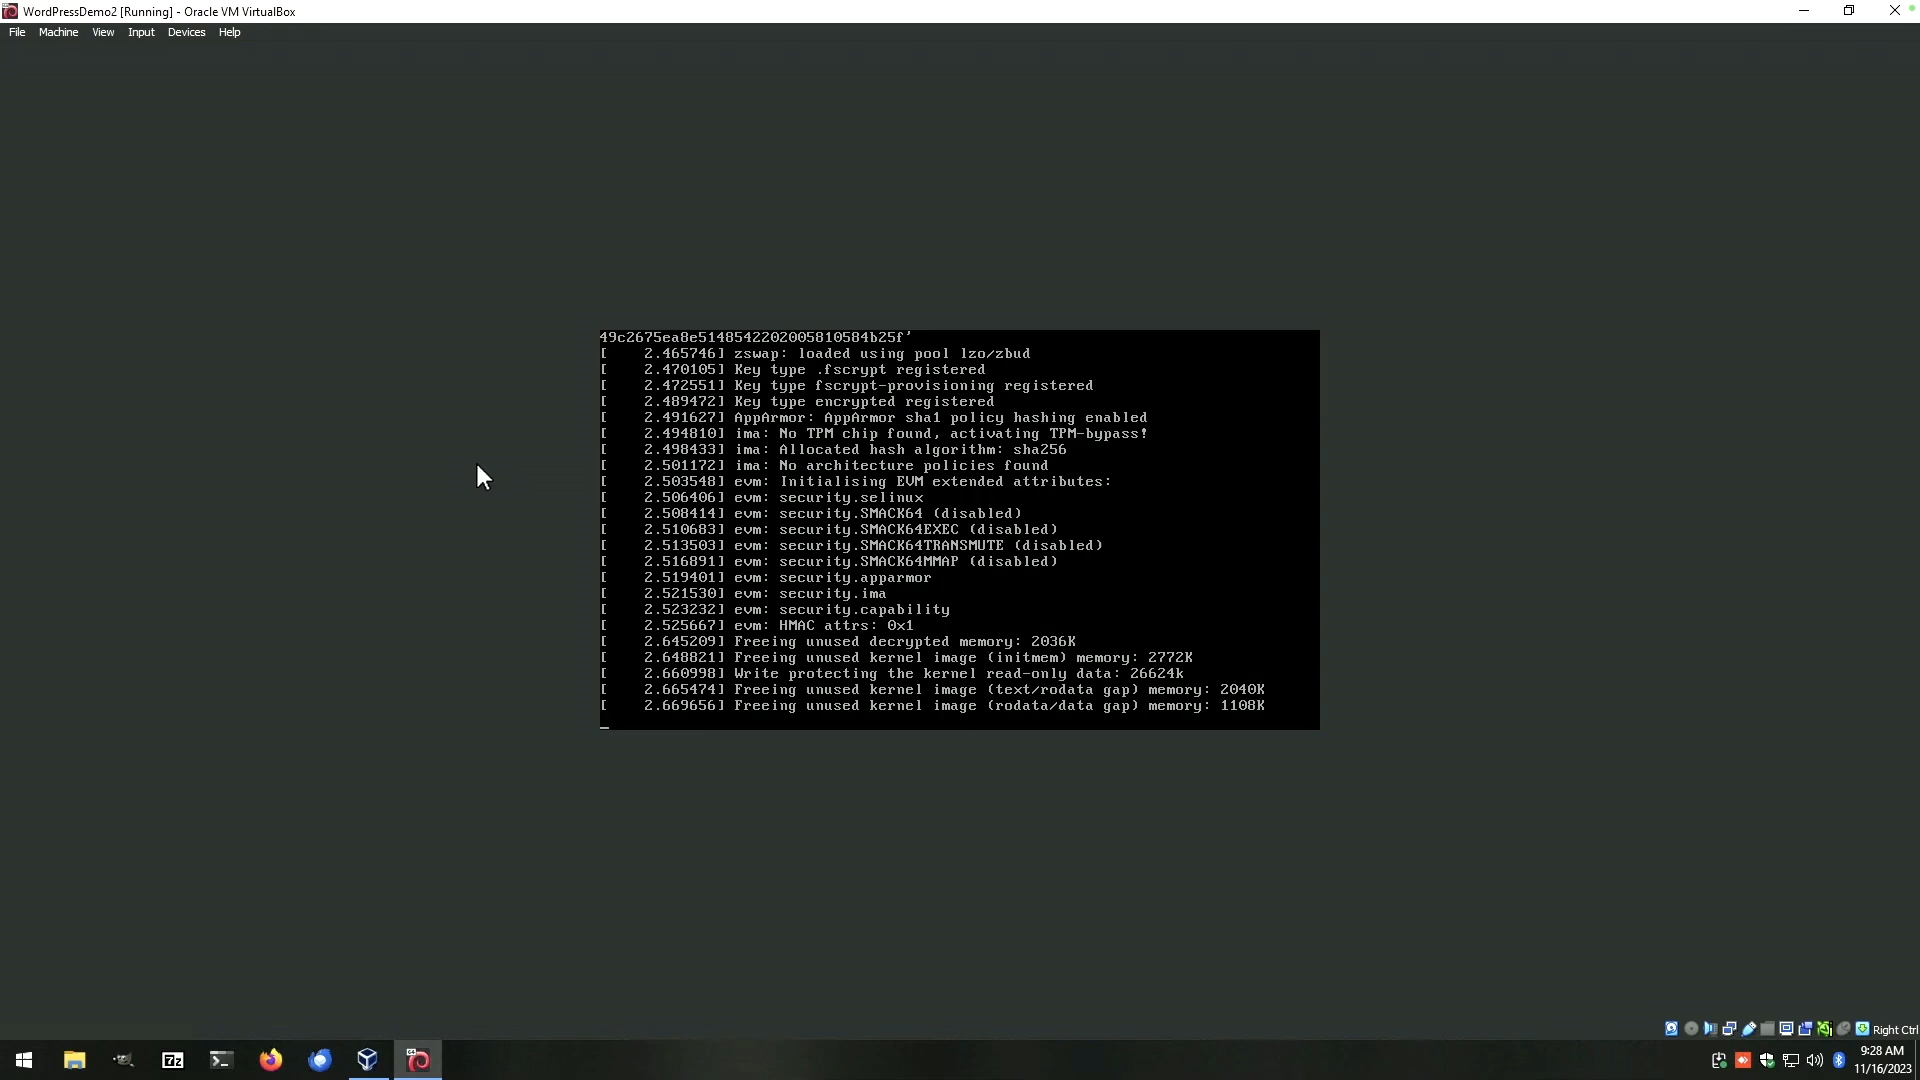 WordPressDemo2 [Running] - Oracle VM VirtualBox
File Machine View Input Devices Help
49c2675ea8e5148542202005810584b25f'
[    2.465746] zswap: loaded using pool lzo/zbud
[    2.470105] Key type .fscrypt registered
[    2.472551] Key type fscrypt-provisioning registered
[    2.489472] Key type encrypted registered
[    2.491627] AppArmor: AppArmor sha1 policy hashing enabled
[    2.494810] ima: No TPM chip found, activating TPM-bypass!
[    2.498433] ima: Allocated hash algorithm: sha256
[    2.501172] ima: No architecture policies found
[    2.503548] evm: Initialising EVM extended attributes:
[    2.506406] evm: security.selinux
[    2.508414] evm: security.SMACK64 (disabled)
[    2.510683] evm: security.SMACK64EXEC (disabled)
[    2.513503] evm: security.SMACK64TRANSMUTE (disabled)
[    2.516891] evm: security.SMACK64MMAP (disabled)
[    2.519401] evm: security.apparmor
[    2.521530] evm: security.ima
[    2.523232] evm: security.capability
[    2.525667] evm: HMAC attrs: 0x1
[    2.645209] Freeing unused decrypted memory: 2036K
[    2.648821] Freeing unused kernel image (initmem) memory: 2772K
[    2.660998] Write protecting the kernel read-only data: 26624k
[    2.665474] Freeing unused kernel image (text/rodata gap) memory: 2040K
[    2.669656] Freeing unused kernel image (rodata/data gap) memory: 1108K
Right Ctrl
7z
64
9:28 AM
11/16/2023